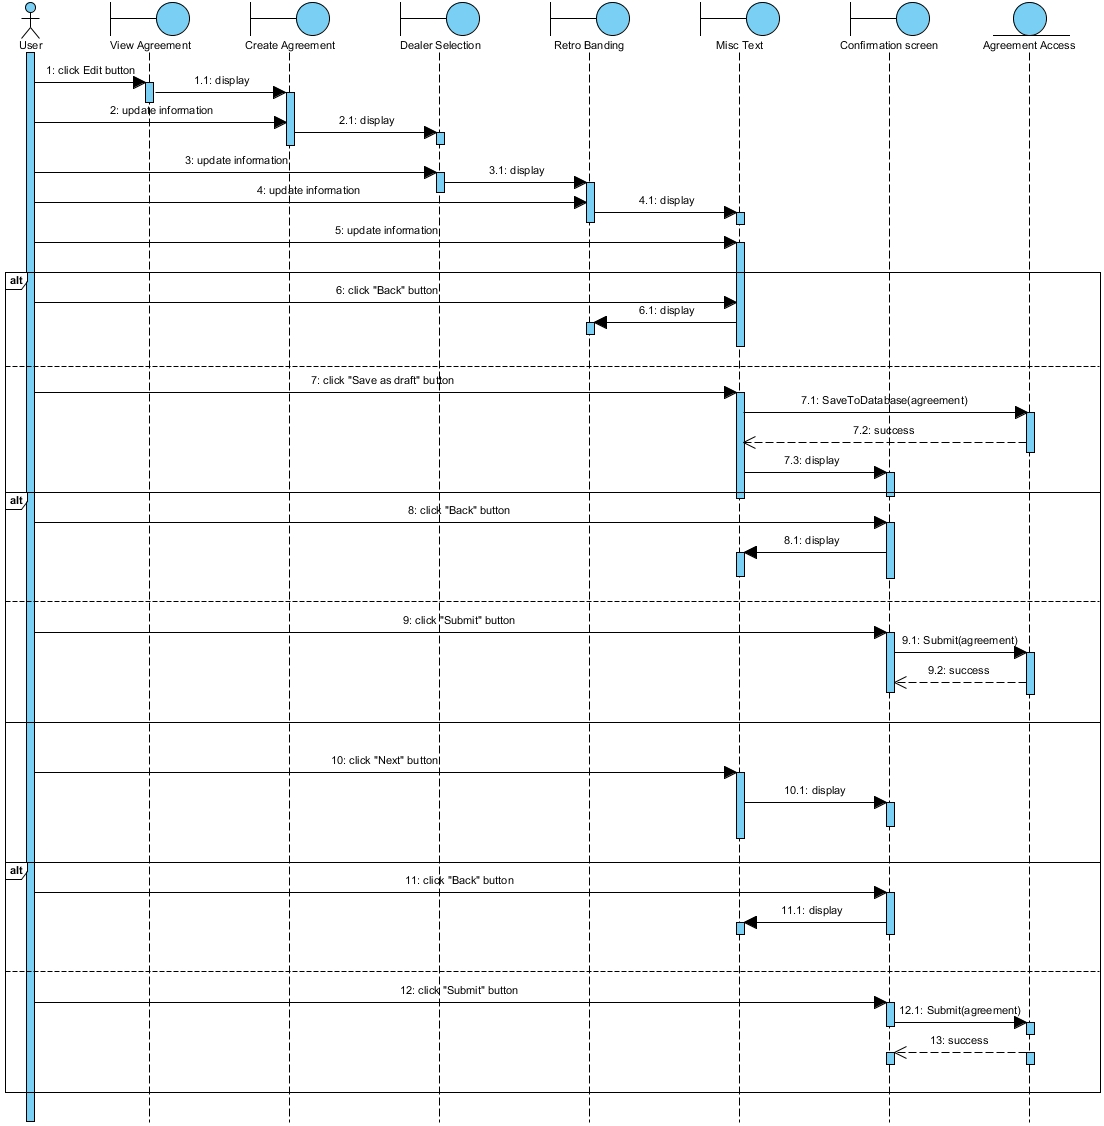 User
View Agreement
Create Agreement
Dealer Selection
Retro Banding
Misc Text
Confirmation screen
Agreement Access
1: click Edit button
1.1: display
2: update information
2.1: display
3: update information
3.1: display
4: update information
4.1: display
5: update information
alt
6: click "Back" button
6.1: display
7: click "Save as draft" button
7.1: SaveToDatabase(agreement)
7.2: success
7.3: display
alt
8: click "Back" button
8.1: display
9: click "Submit" button
9.1: Submit(agreement)
9.2: success
10: click "Next" button
10.1: display
alt
11: click "Back" button
11.1: display
12: click "Submit" button
12.1: Submit(agreement)
13: success